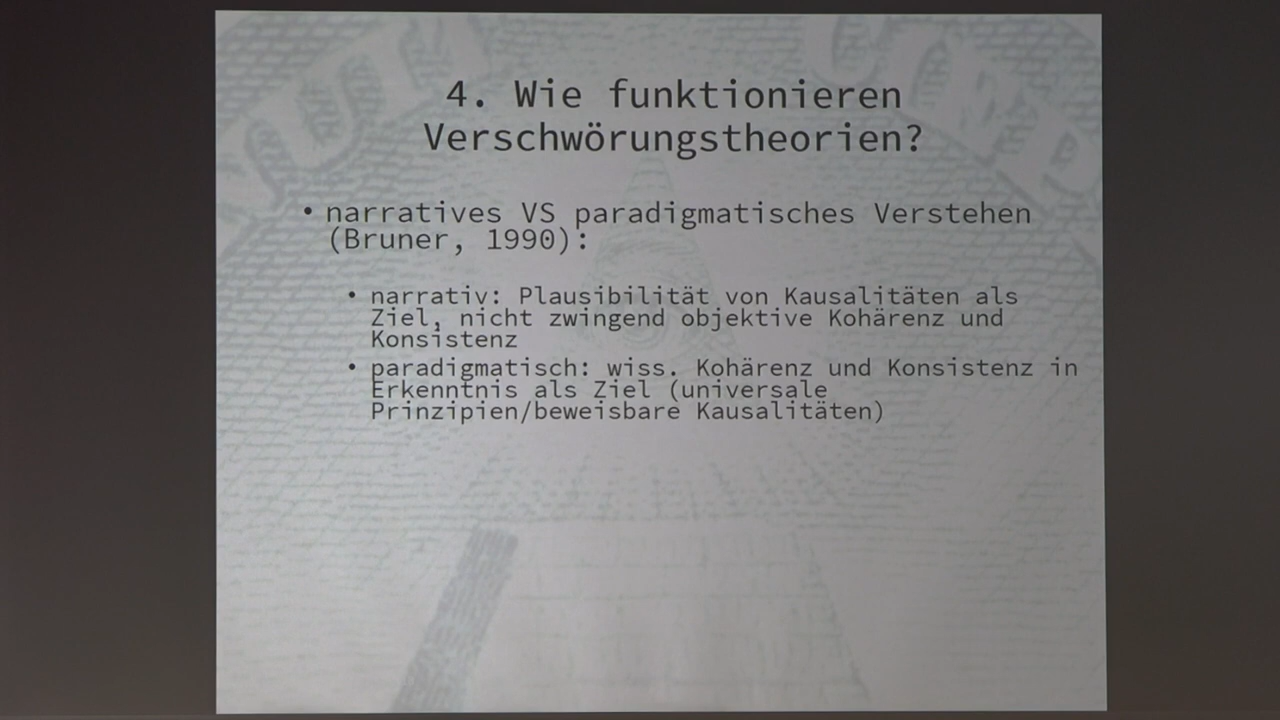 4. Wie funktionieren
Verschwörungstheorien?
• narratives VS paradigmatisches Verstehen
(Bruner, 1990):
• narrativ: Plausibilität von Kausalitäten als
Ziel, nicht zwingend objektive Kohärenz und
Konsistenz
• paradigmatisch: wiss. Kohärenz und Konsistenz in
Erkenntnis als Ziel (universale
Prinzipien/beweisbare Kausalitäten)